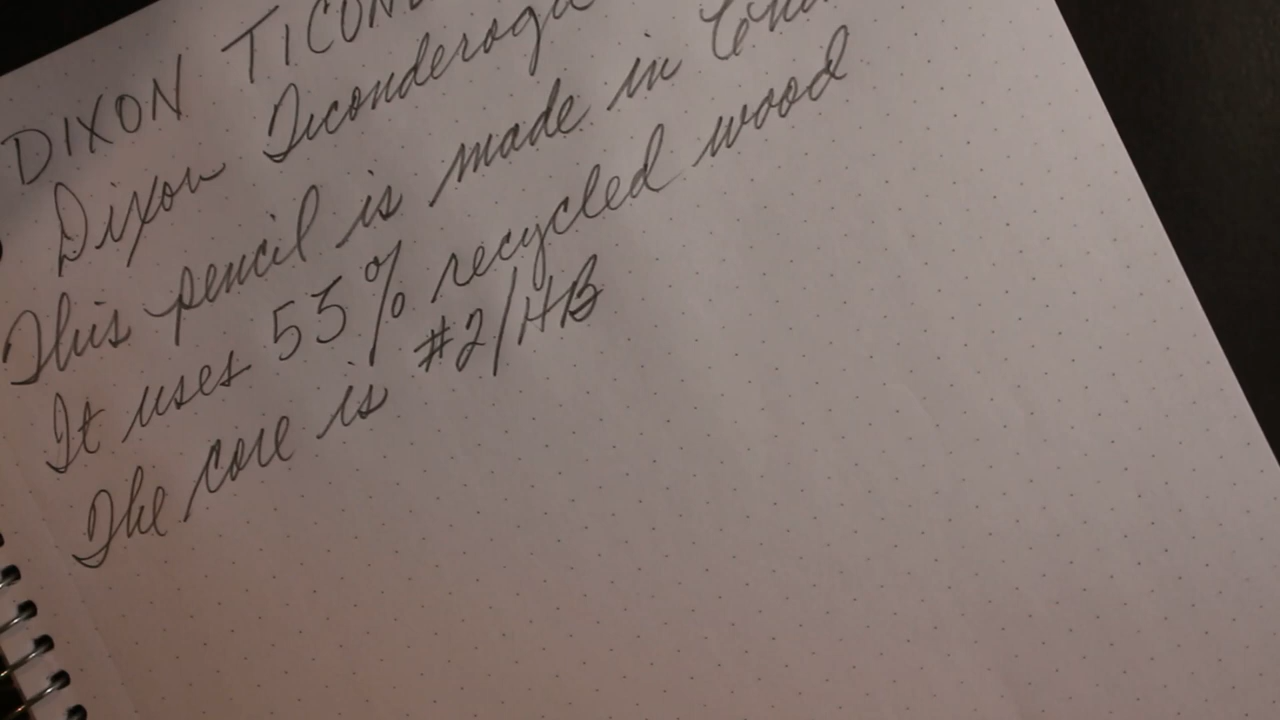 DIXON TICON
Dixon Ticonderoga
This pencil is made in
It uses 55% recycled wood
The core is #2/HB